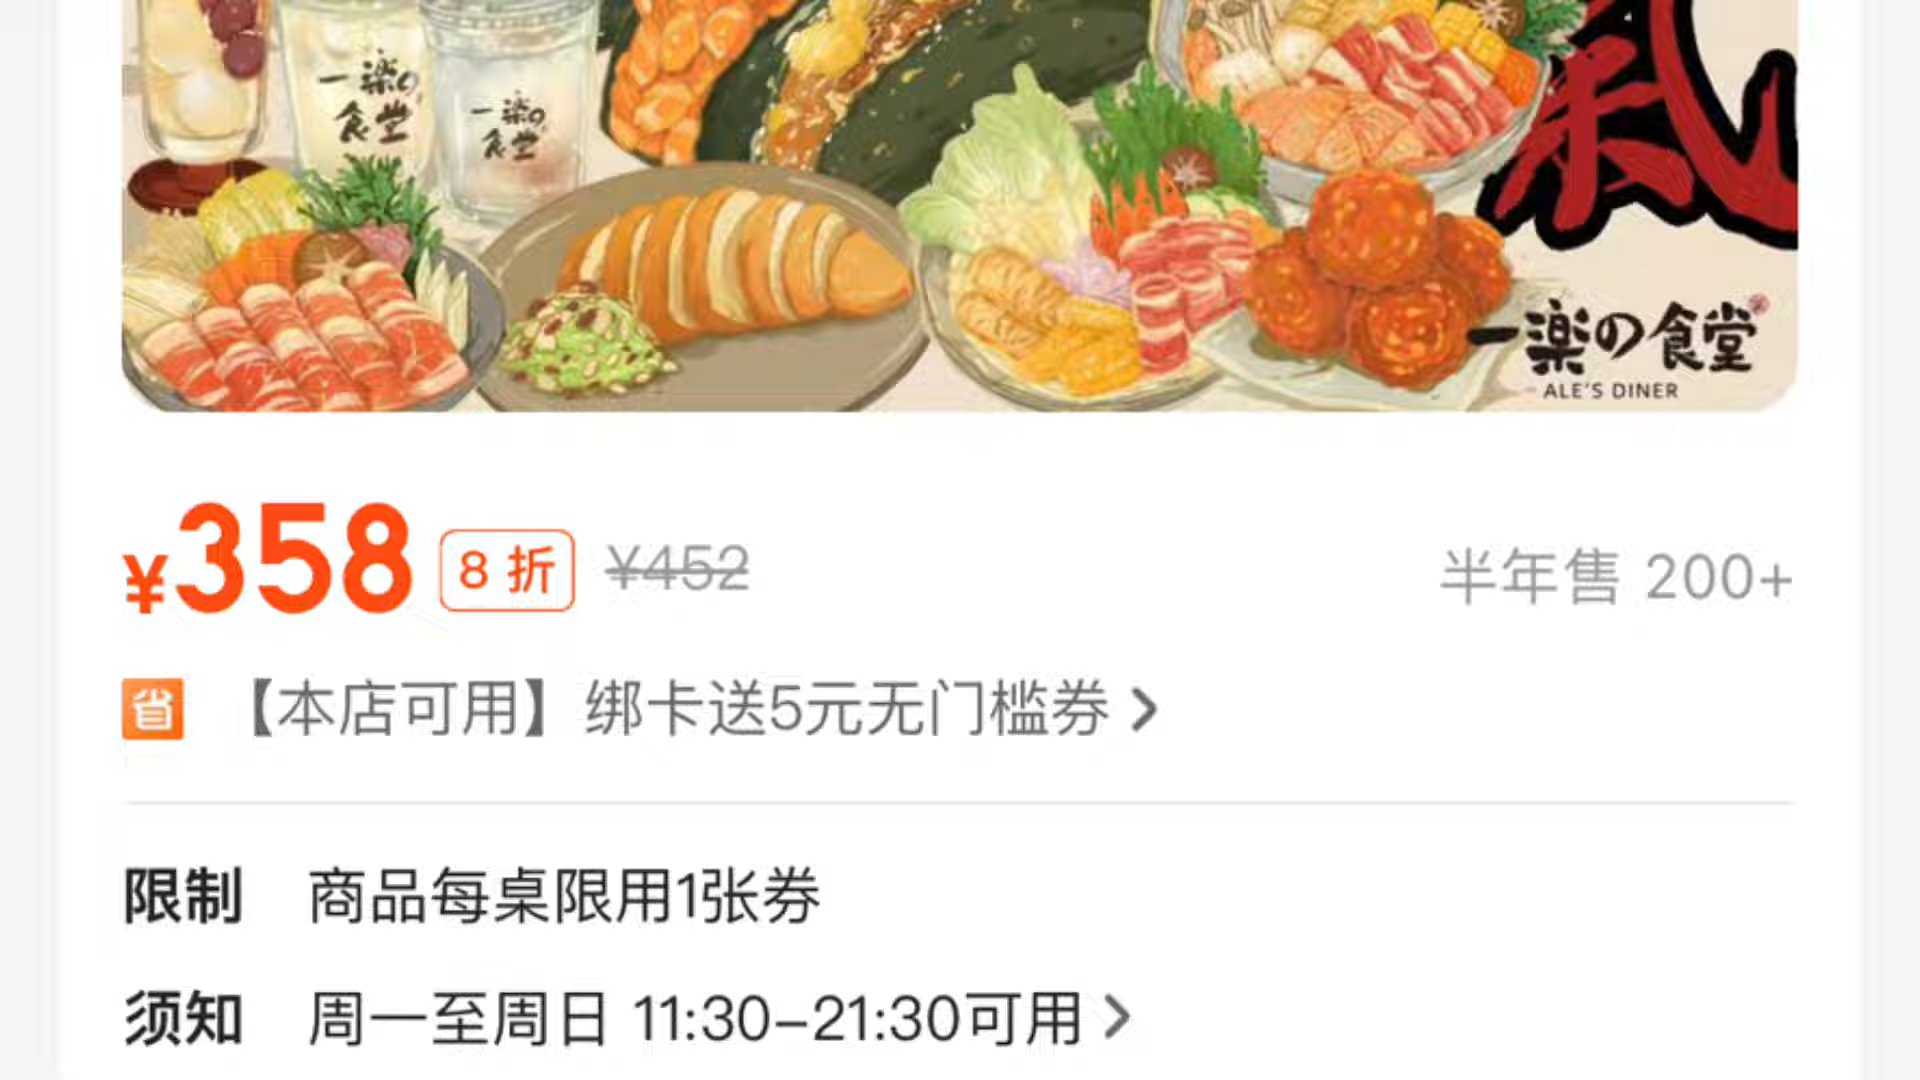 一楽の
食堂
一楽の
食堂
気
一楽の食堂
ALE'S DINER
¥358 8折 ¥452
半年售 200+
省 【本店可用】绑卡送5元无门槛券 >
限制 商品每桌限用1张券
须知 周一至周日 11:30-21:30可用 >